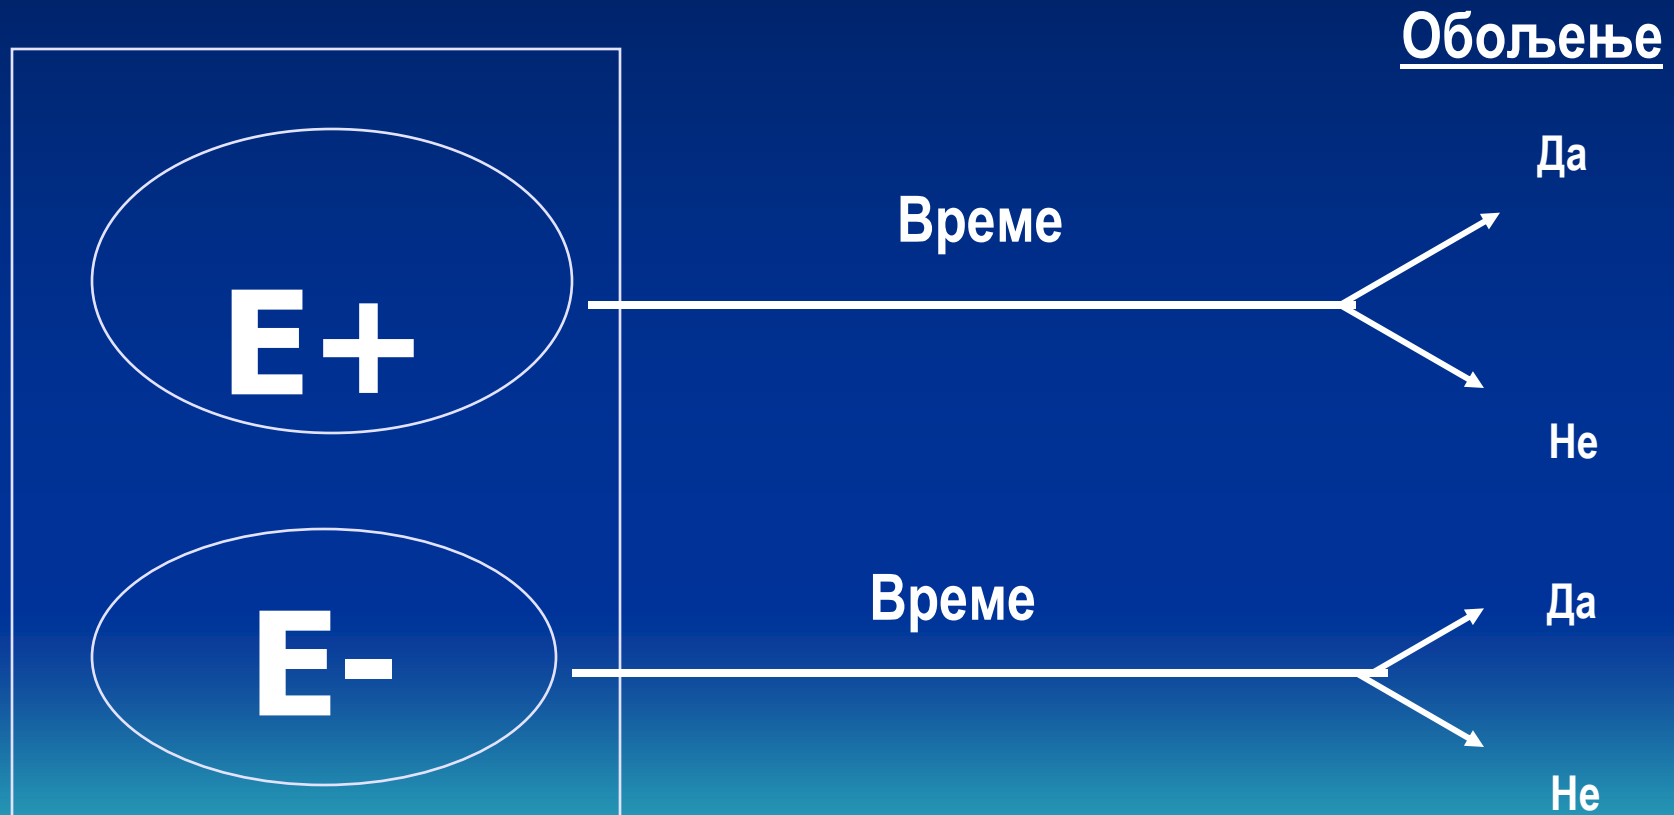 Обољење
Да
Време
E+
Не
Време
Да
E-
Не